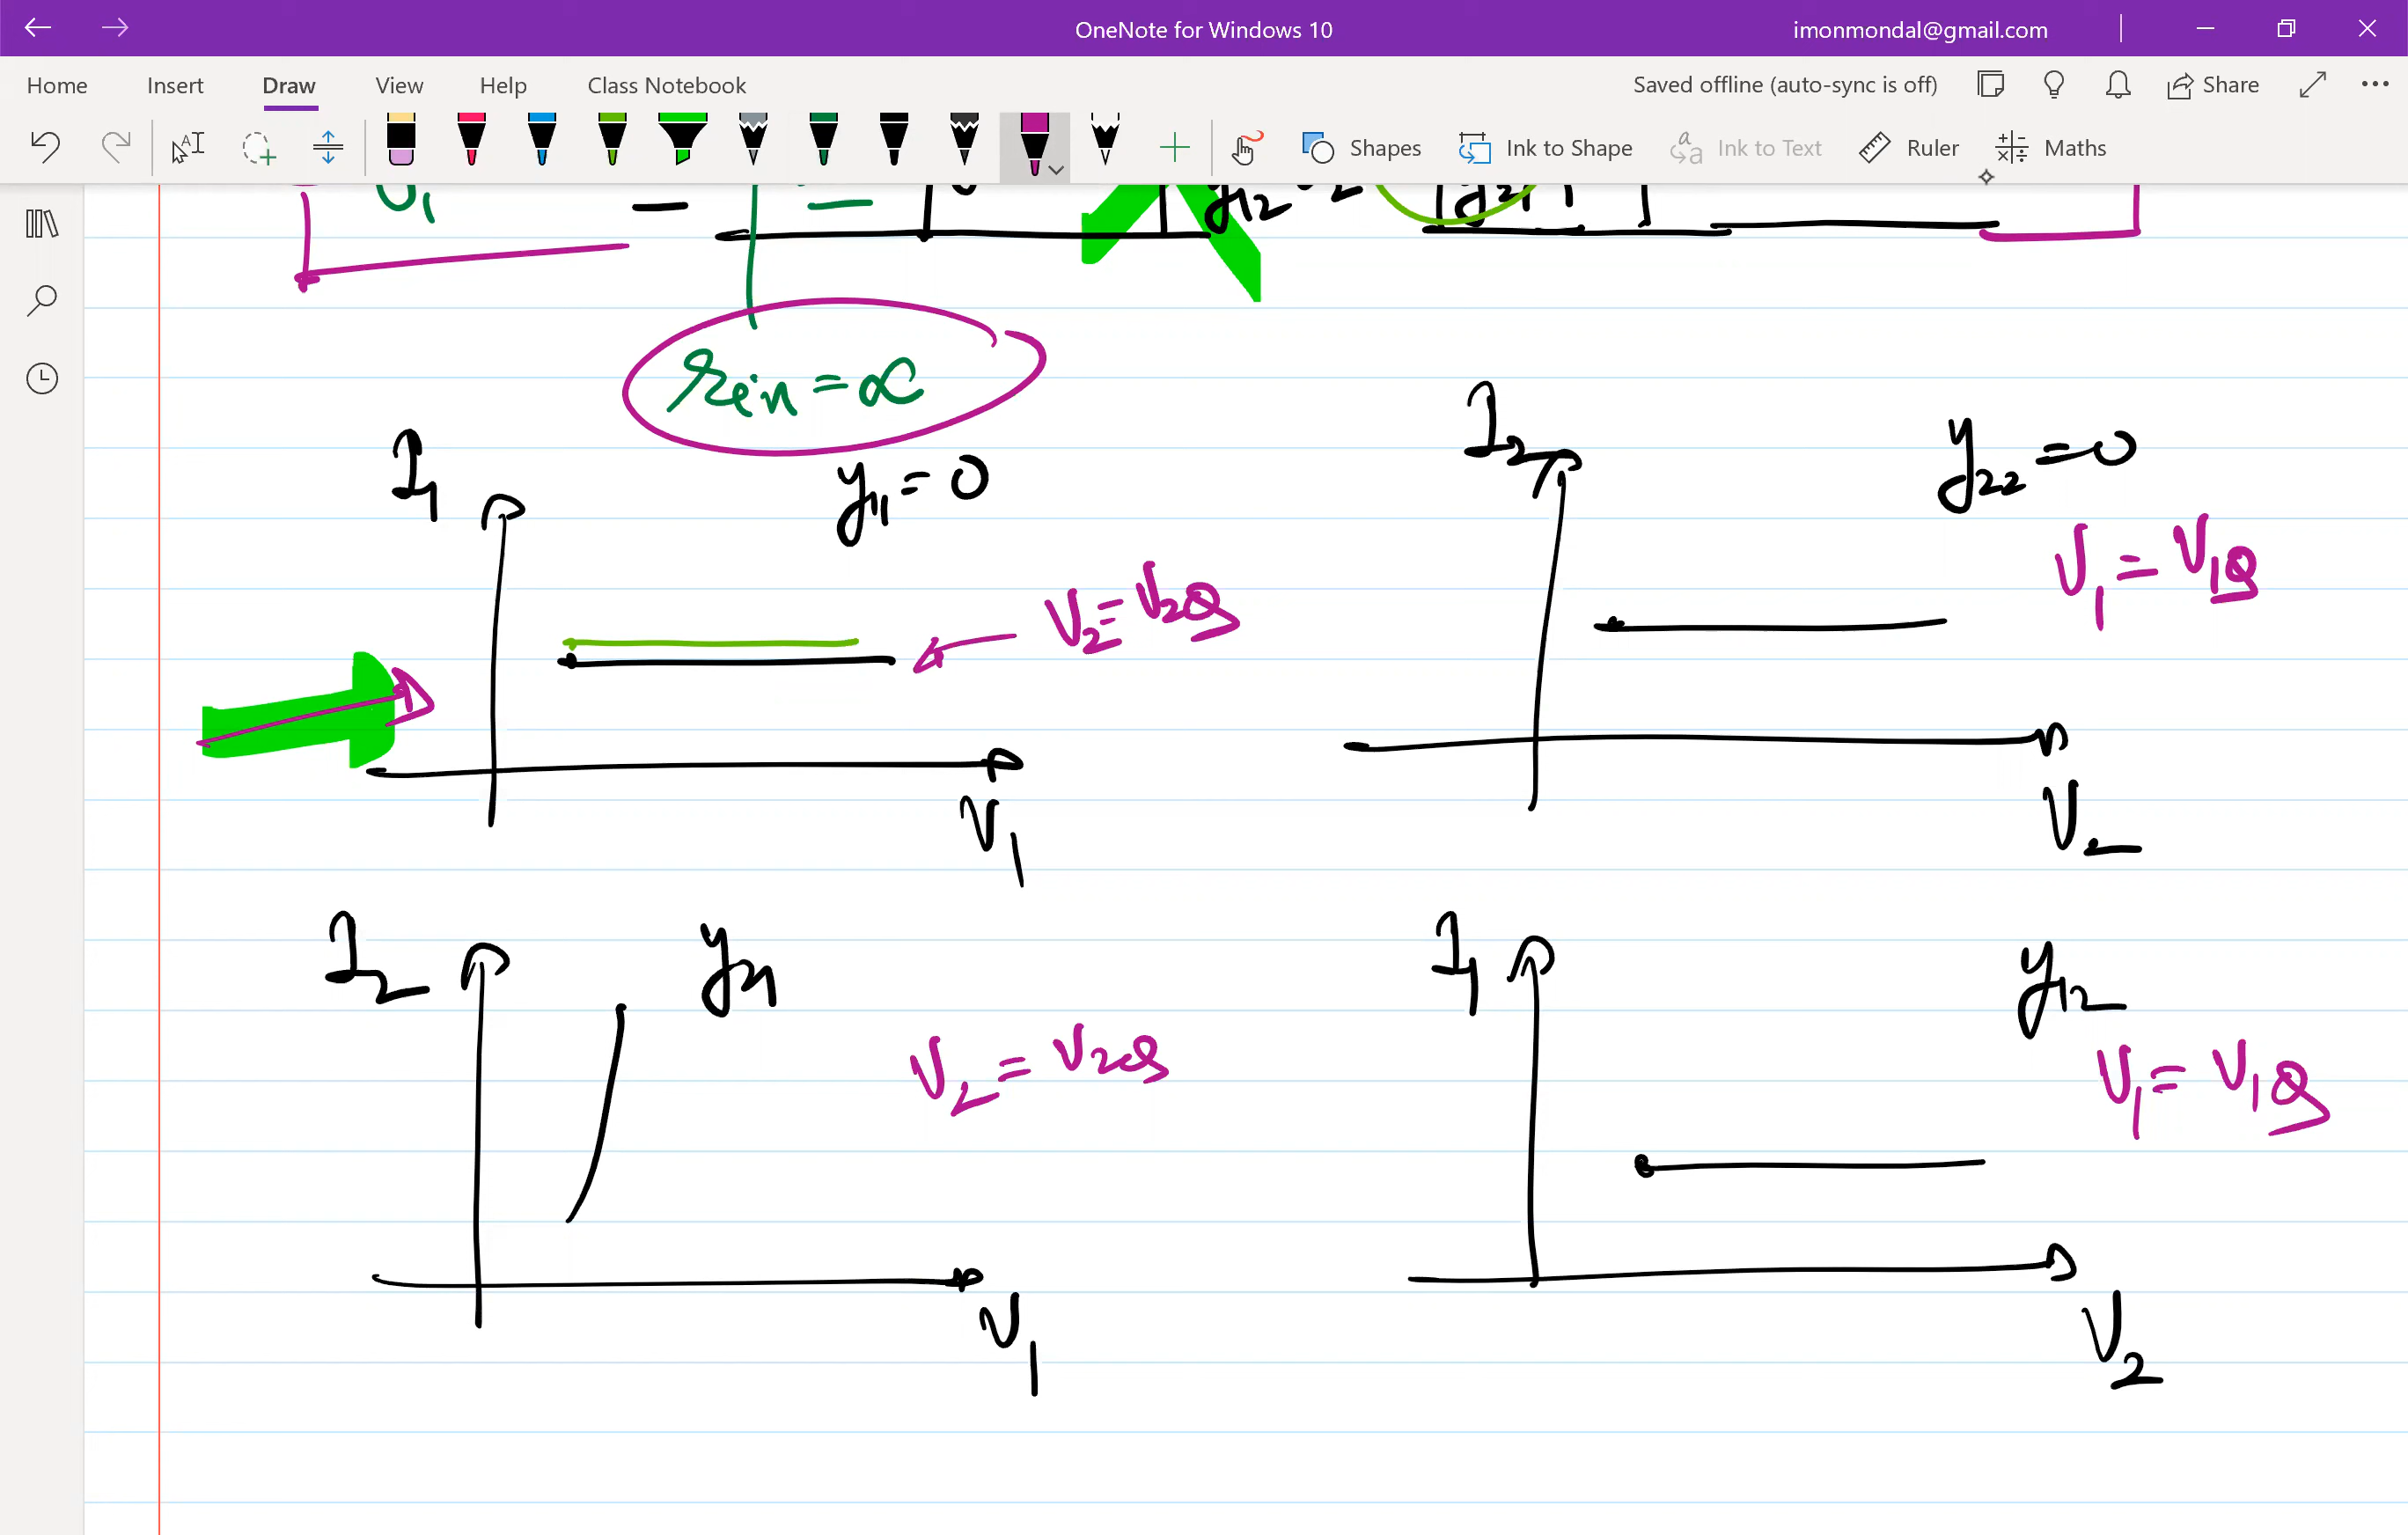 OneNote for Windows 10
imonmondal@gmail.com
Home Insert Draw View Help Class Notebook
Saved offline (auto-sync is off) Share
Shapes Ink to Shape Ink to Text Ruler Maths
y12 y21
rin = ∝
I1 y11 = 0
V2 = V2Q
V1
I2 y22 = 0
V1 = V1Q
V2
I2 y21
V2 = V2Q
V1
I1 y12
V1 = V1Q
V2